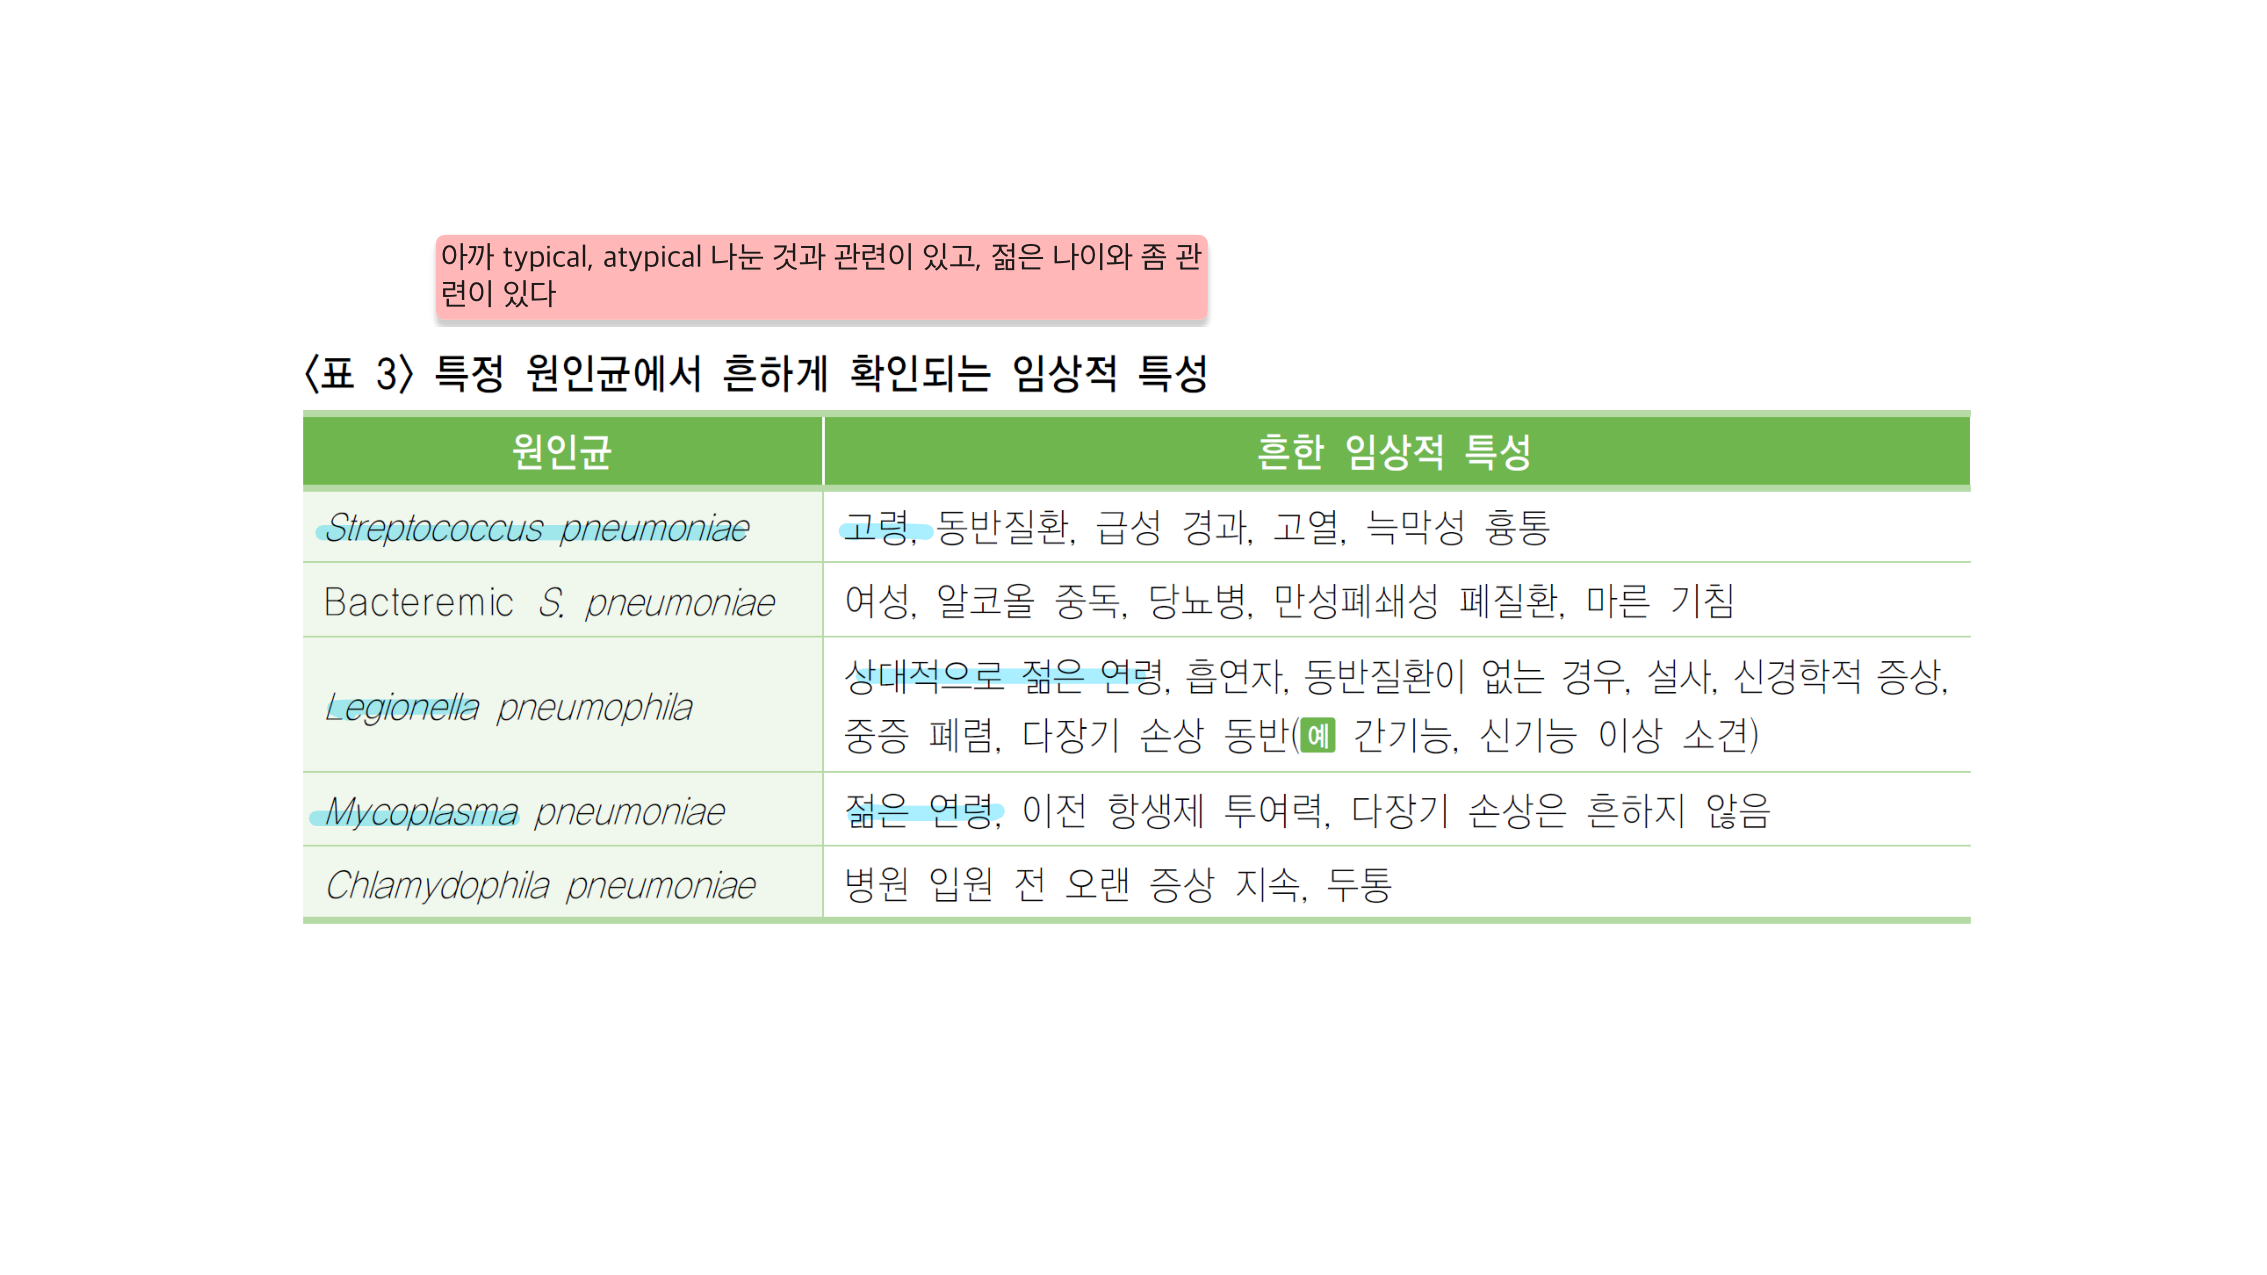 아까 typical, atypical 나눈 것과 관련이 있고, 젊은 나이와 좀 관
련이 있다
〈표 3〉 특정 원인균에서 흔하게 확인되는 임상적 특성
원인균 흔한 임상적 특성
Streptococcus pneumoniae 고령, 동반질환, 급성 경과, 고열, 늑막성 흉통
Bacteremic S. pneumoniae 여성, 알코올 중독, 당뇨병, 만성폐쇄성 폐질환, 마른 기침
Legionella pneumophila 상대적으로 젊은 연령, 흡연자, 동반질환이 없는 경우, 설사, 신경학적 증상,
중증 폐렴, 다장기 손상 동반(예 간기능, 신기능 이상 소견)
Mycoplasma pneumoniae 젊은 연령, 이전 항생제 투여력, 다장기 손상은 흔하지 않음
Chlamydophila pneumoniae 병원 입원 전 오랜 증상 지속, 두통